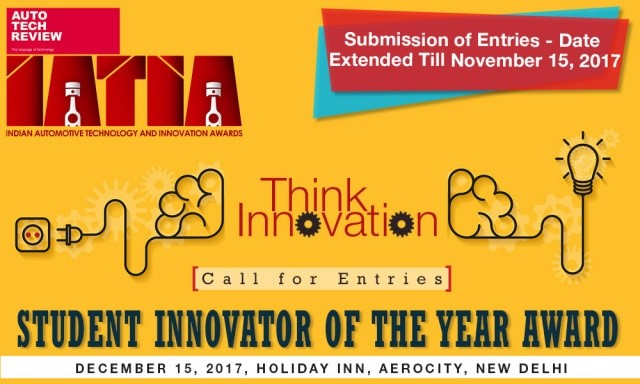 AUTO
TECH
REVIEW
The language of technology
IATIA
INDIAN AUTOMOTIVE TECHNOLOGY AND INNOVATION AWARDS
Submission of Entries - Date
Extended Till November 15, 2017
Think
Innovation
[Call for Entries]
STUDENT INNOVATOR OF THE YEAR AWARD
DECEMBER 15, 2017, HOLIDAY INN, AEROCITY, NEW DELHI